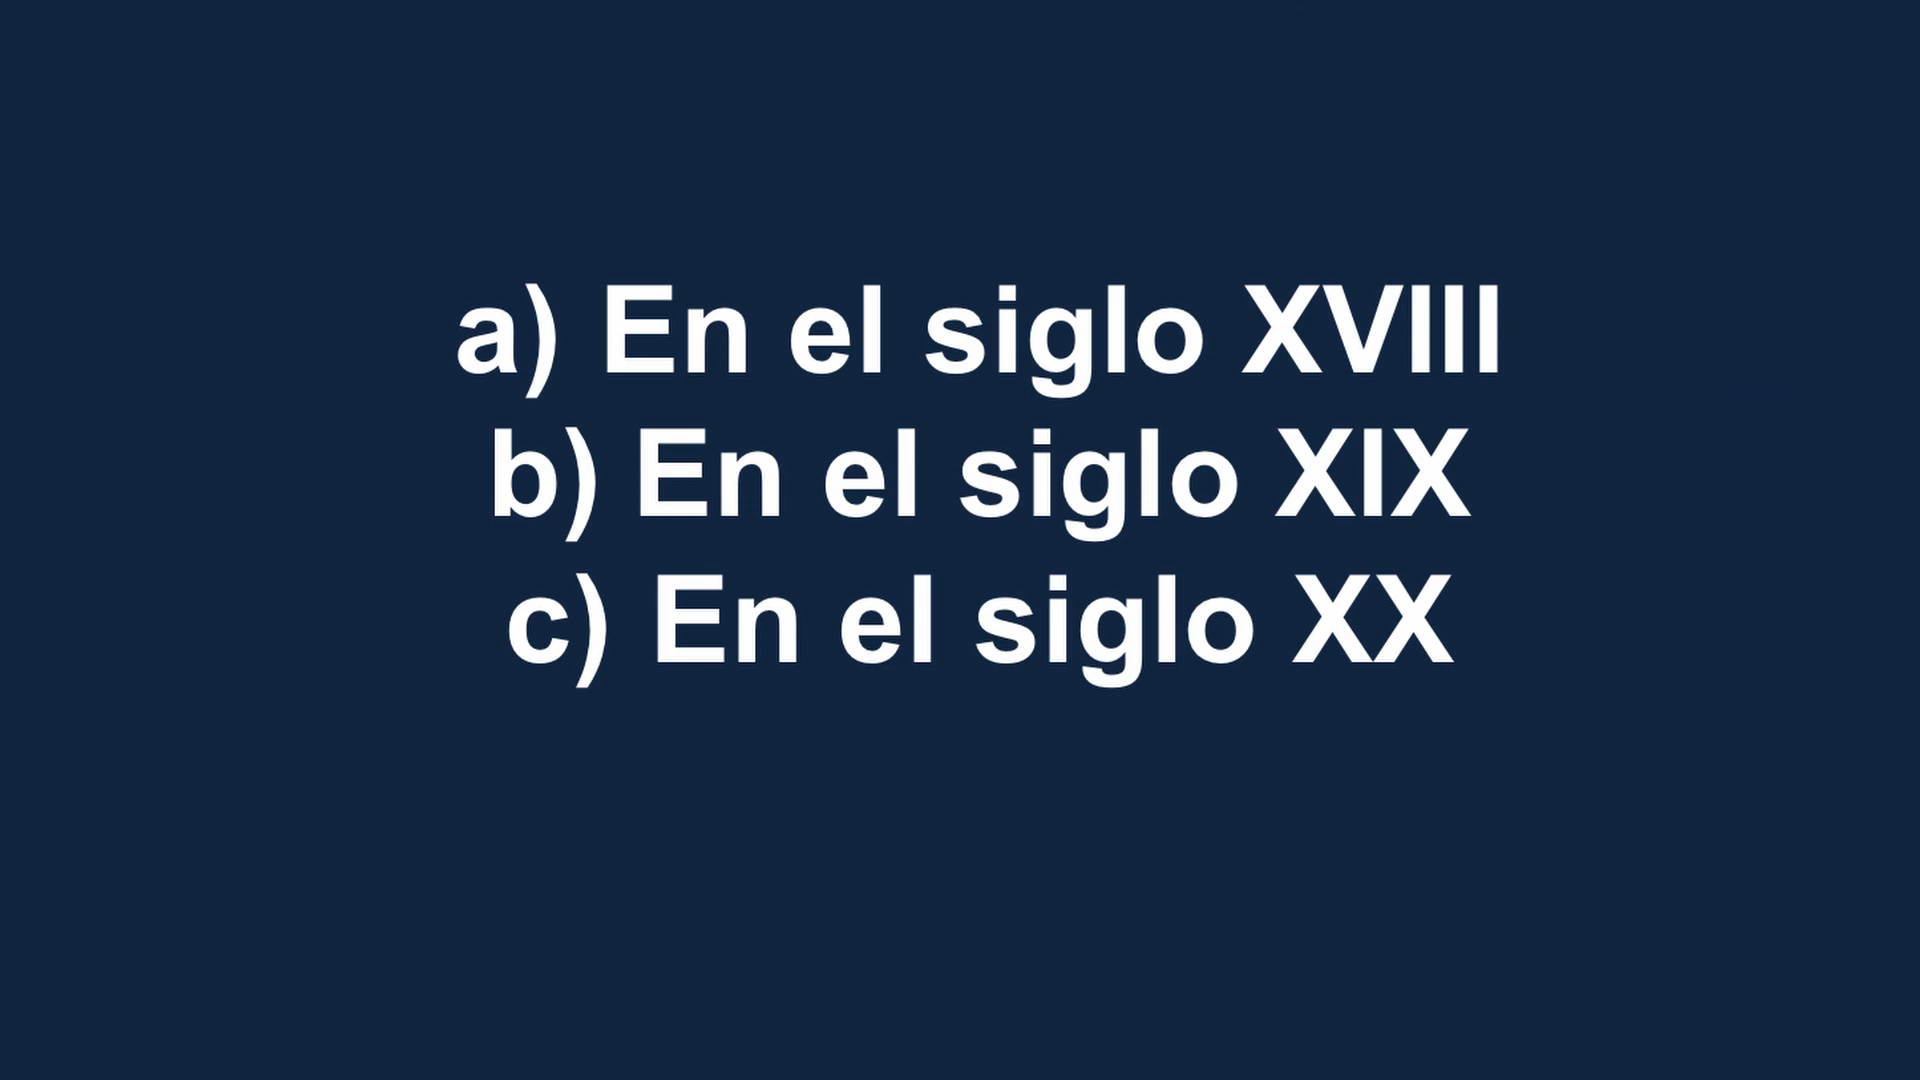 a) En el siglo XVIII
b) En el siglo XIX
c) En el siglo XX